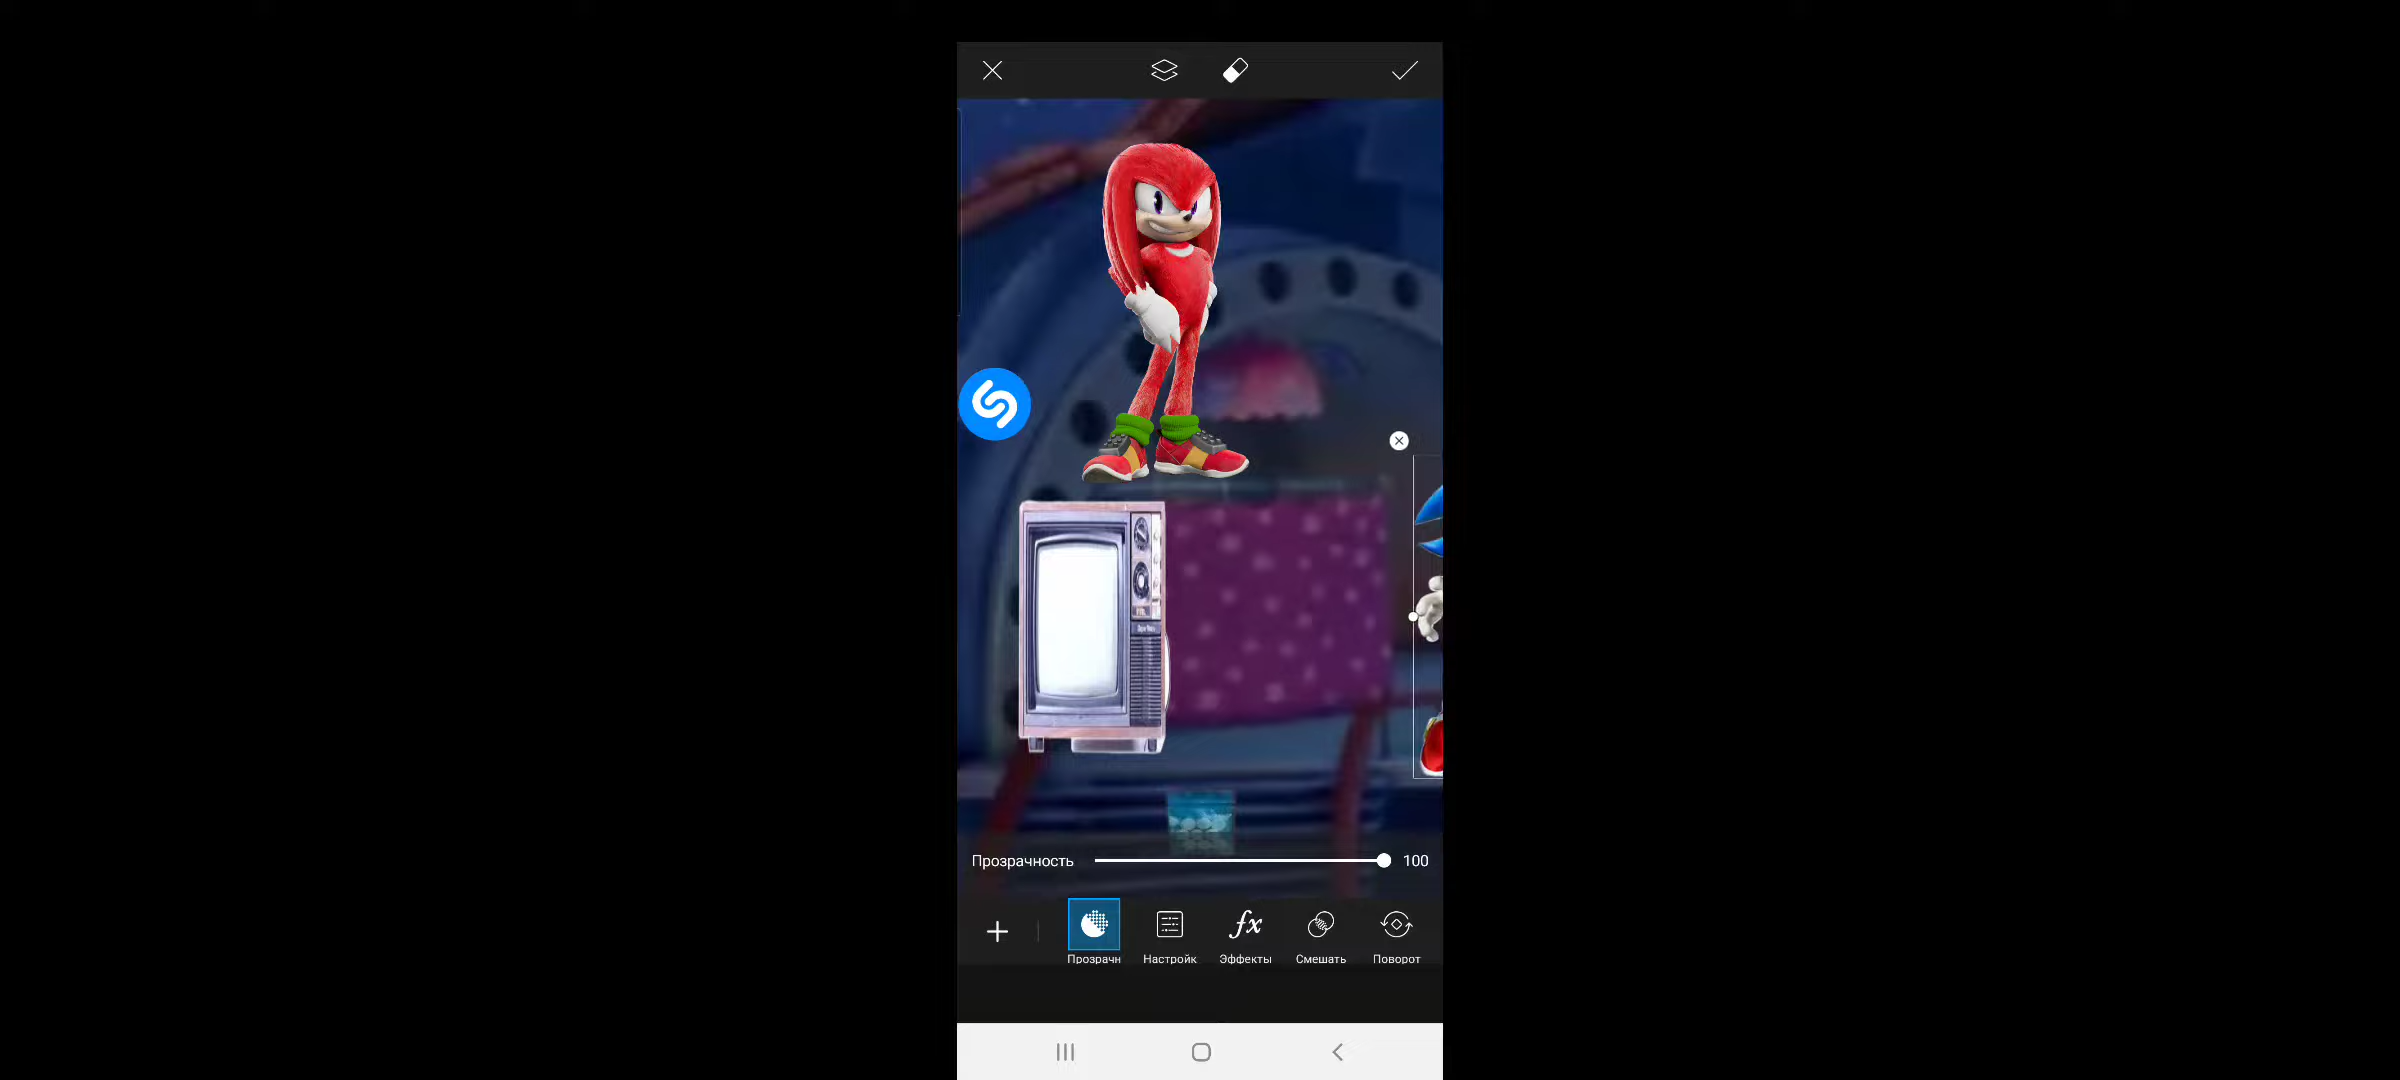 Прозрачность 100
Прозрачн Настройк Эффекты Смешать Поворот